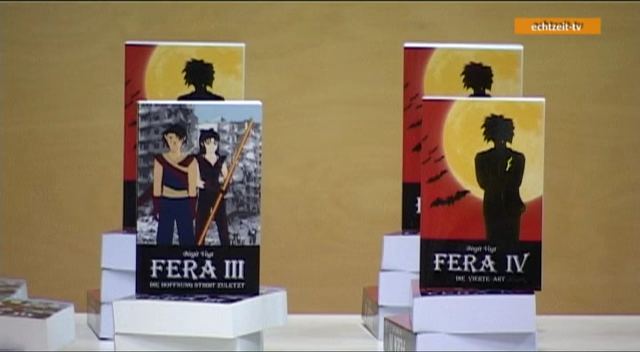 echtzeit-tv
Birgit Vogt
FERA III
DIE HOFFNUNG STIRBT ZULETZT
Birgit Vogt
FERA IV
DIE VIERTE ART